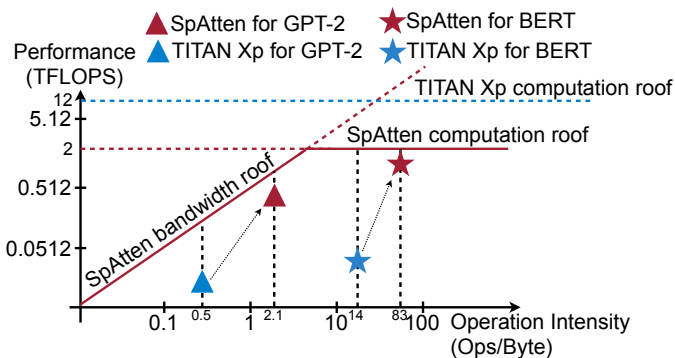 SpAtten for GPT-2
SpAtten for BERT
TITAN Xp for GPT-2
TITAN Xp for BERT
Performance
(TFLOPS)
TITAN Xp computation roof
12
5.12
SpAtten computation roof
2
0.512
SpAtten bandwidth roof
0.0512
0.1
0.5
1
2.1
10
14
83
100
Operation Intensity
(Ops/Byte)